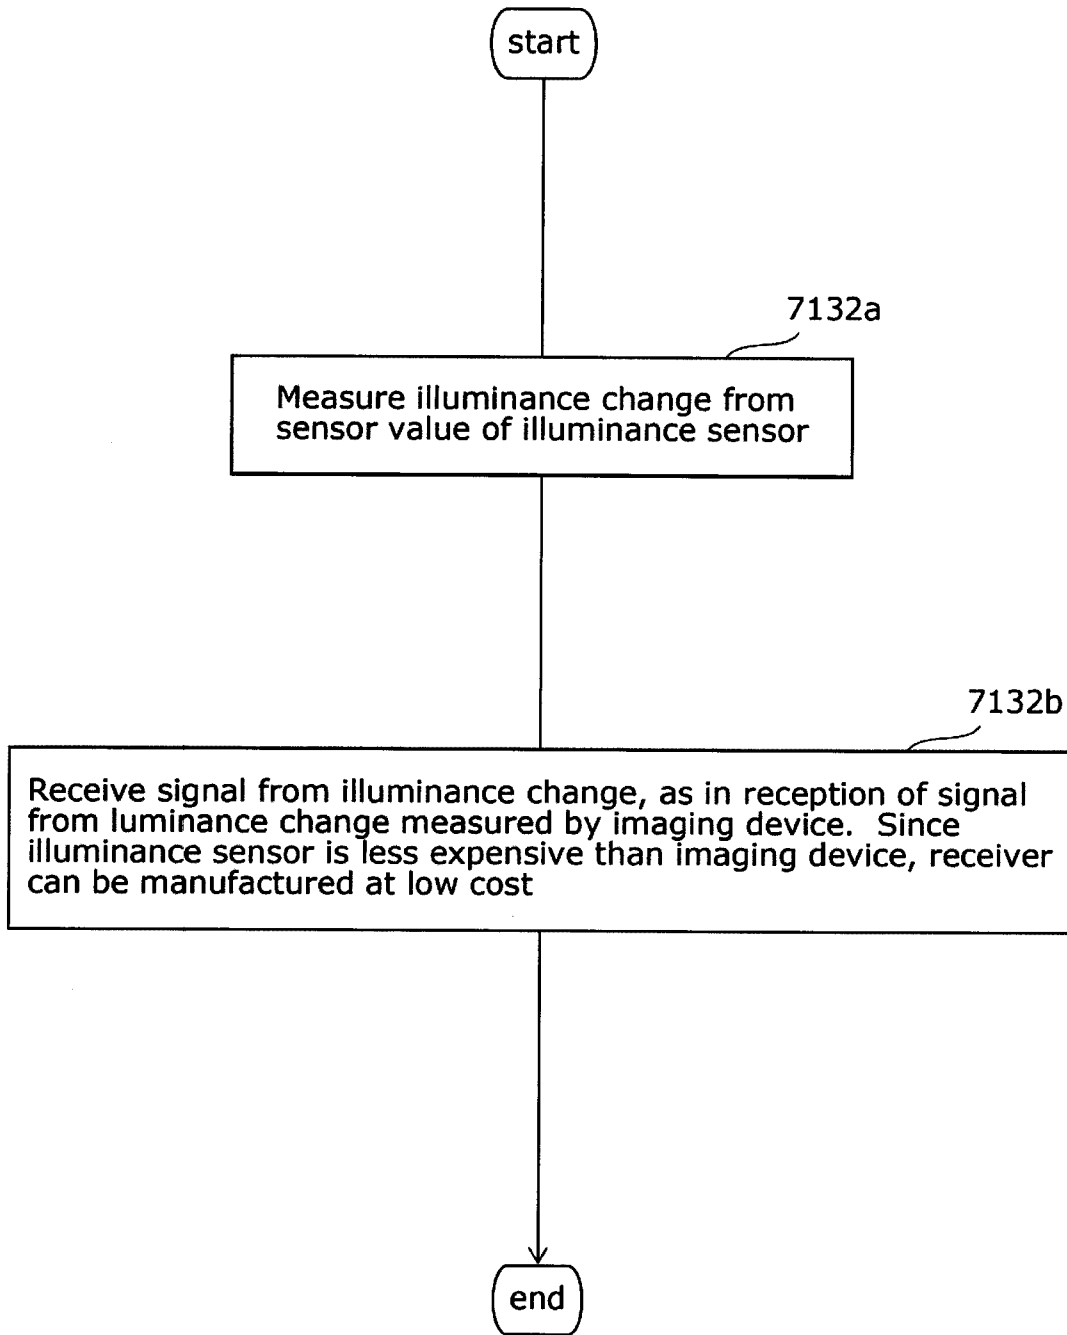 start
7132a
Measure illuminance change from
sensor value of illuminance sensor
7132b
Receive signal from illuminance change, as in reception of signal
from luminance change measured by imaging device.  Since
illuminance sensor is less expensive than imaging device, receiver
can be manufactured at low cost
end